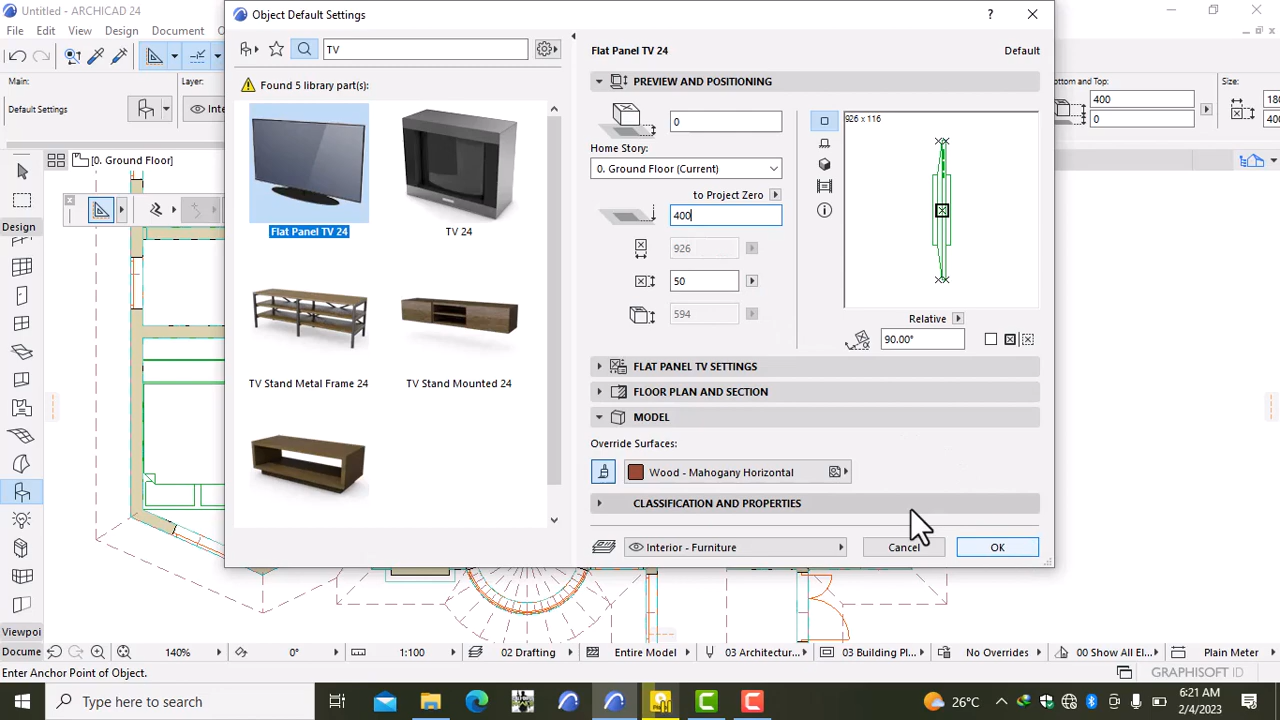 Untitled - ARCHICAD 24
File Edit View Design
Main:
Layer:
Default Settings
Inte
[0. Ground Floor]
Design
Viewpoi
Docume
Object Default Settings
?
TV
Found 5 library part(s):
Flat Panel TV 24
TV 24
TV Stand Metal Frame 24
TV Stand Mounted 24
Flat Panel TV 24
Default
PREVIEW AND POSITIONING
0
Home Story:
0. Ground Floor (Current)
to Project Zero
400
926
50
594
926 x 116
Relative
90.00°
FLAT PANEL TV SETTINGS
FLOOR PLAN AND SECTION
MODEL
Override Surfaces:
Wood - Mahogany Horizontal
CLASSIFICATION AND PROPERTIES
Interior - Furniture
Cancel
OK
ottom and Top:
Size:
400
180
0
400
140%
0°
1:100
02 Drafting
Entire Model
03 Architectur...
03 Building Pl...
No Overrides
00 Show All El...
Plain Meter
Enter Anchor Point of Object.
GRAPHISOFT ID
Type here to search
26°C
6:21 AM
2/4/2023